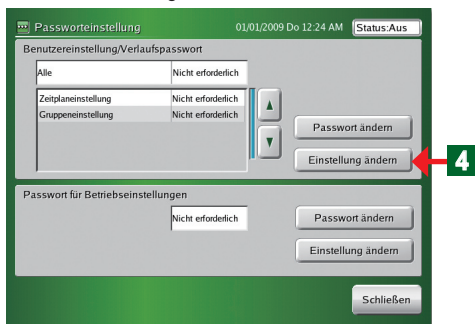 Passworteinstellung 01/01/2009 Do 12:24 AM Status:Aus
Benutzereinstellung/Verlaufspasswort
Alle Nicht erforderlich
Zeitplaneinstellung Nicht erforderlich
Gruppeneinstellung Nicht erforderlich
Passwort ändern
Einstellung ändern 4
Passwort für Betriebseinstellungen
Nicht erforderlich Passwort ändern
Einstellung ändern
Schließen